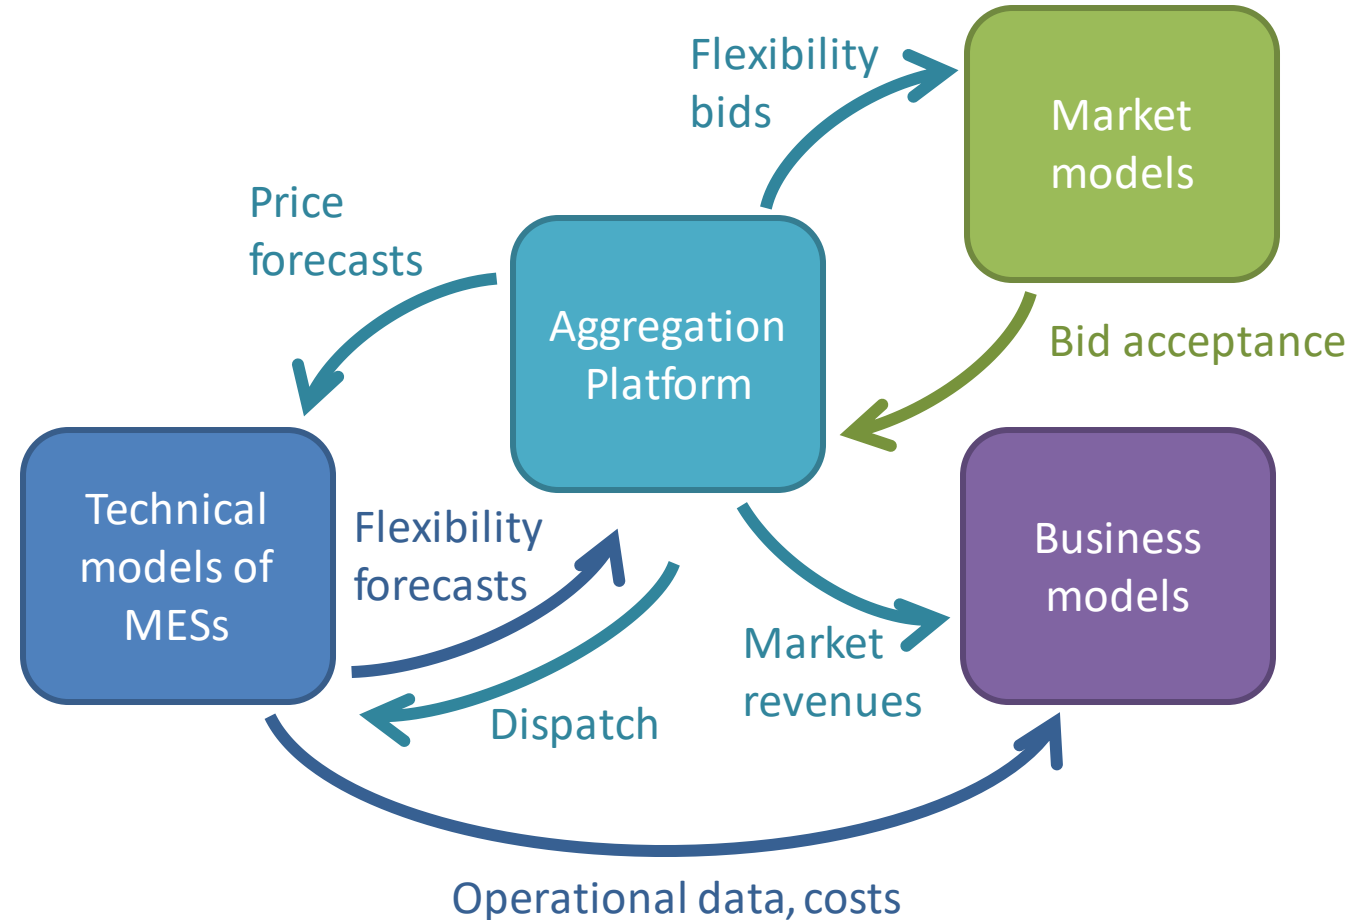 Flexibility
bids
Market
models
Price
forecasts
Aggregation
Platform
Bid acceptance
Technical
models of
MESs
Flexibility
forecasts
Business
models
Market
revenues
Dispatch
Operational data, costs